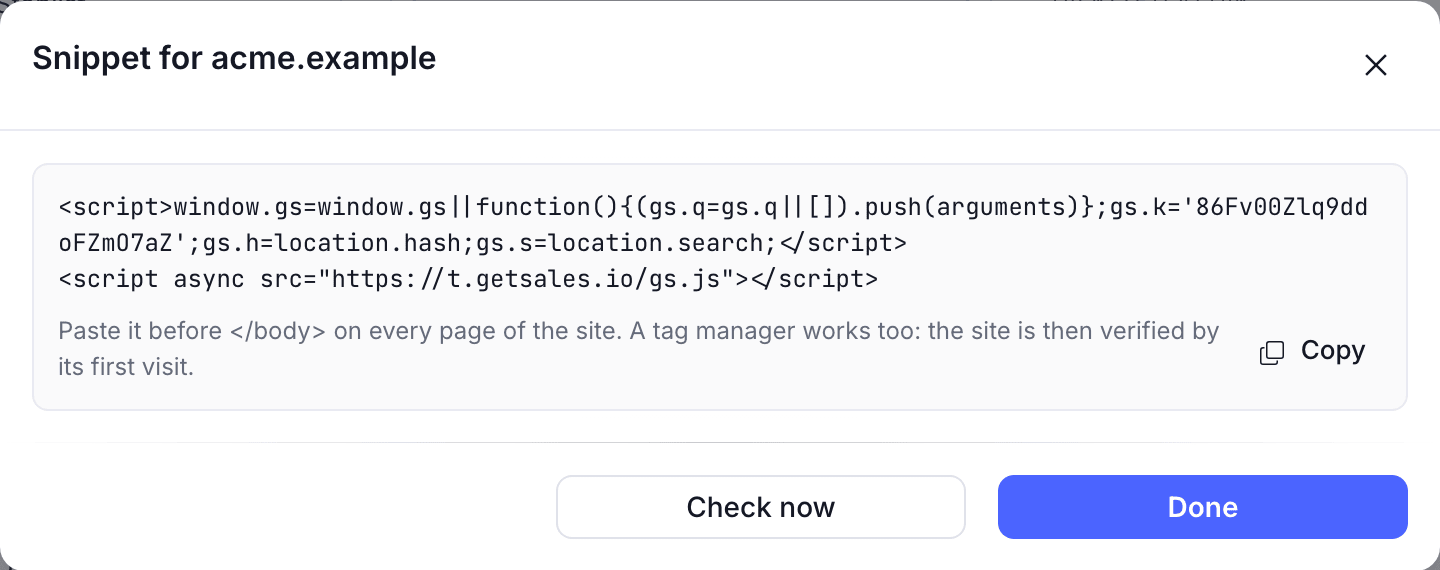 Snippet for acme.example
<script>window.gs=window.gs||function(){(gs.q=gs.q||[]).push(arguments)};gs.k='86Fv00Zlq9dd
oFZmO7aZ';gs.h=location.hash;gs.s=location.search;</script>
<script async src="https://t.getsales.io/gs.js"></script>
Paste it before </body> on every page of the site. A tag manager works too: the site is then verified by
its first visit.
Copy
Check now
Done